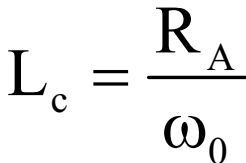 L_c = R_A / ω_0